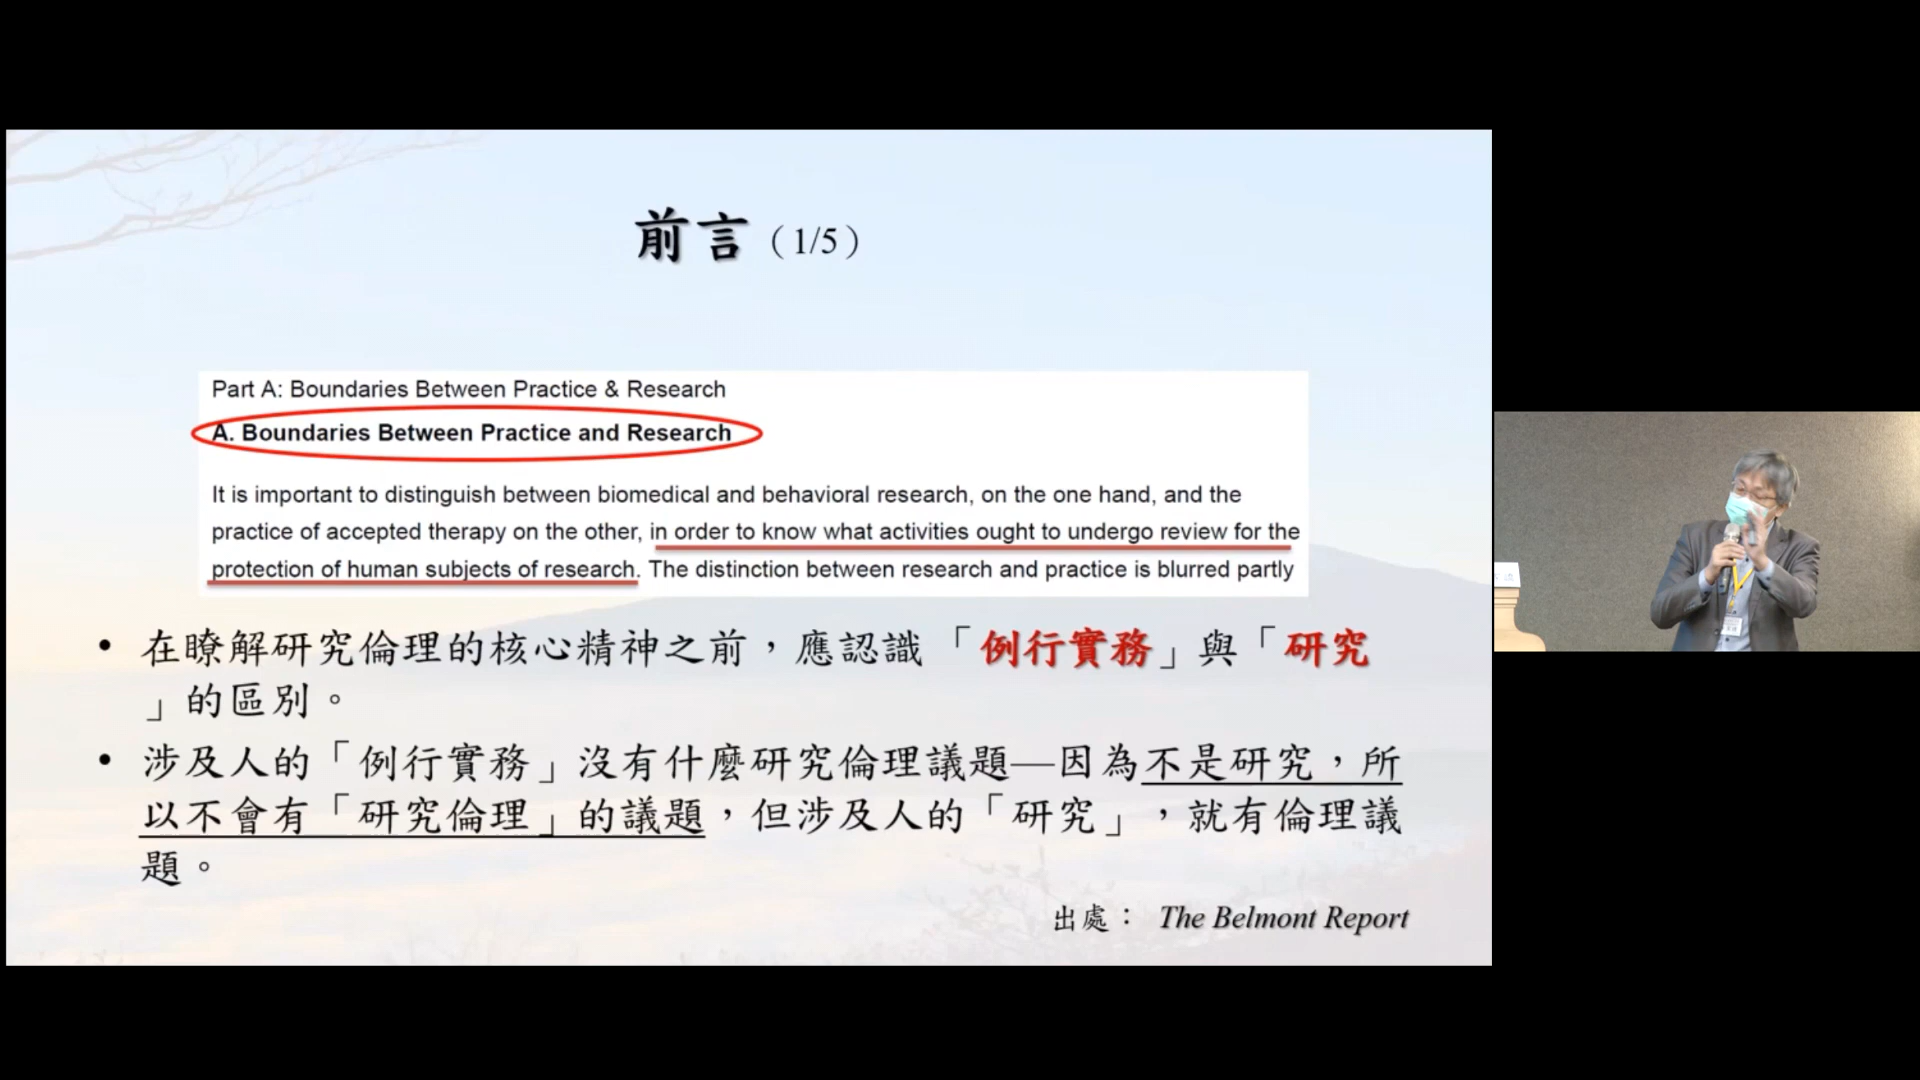 前言（1/5）
Part A: Boundaries Between Practice & Research
A. Boundaries Between Practice and Research
It is important to distinguish between biomedical and behavioral research, on the one hand, and the
practice of accepted therapy on the other, in order to know what activities ought to undergo review for the
protection of human subjects of research. The distinction between research and practice is blurred partly
• 在瞭解研究倫理的核心精神之前，應認識「例行實務」與「研究
」的區別。
• 涉及人的「例行實務」沒有什麼研究倫理議題—因為不是研究，所
以不會有「研究倫理」的議題，但涉及人的「研究」，就有倫理議
題。
出處： The Belmont Report